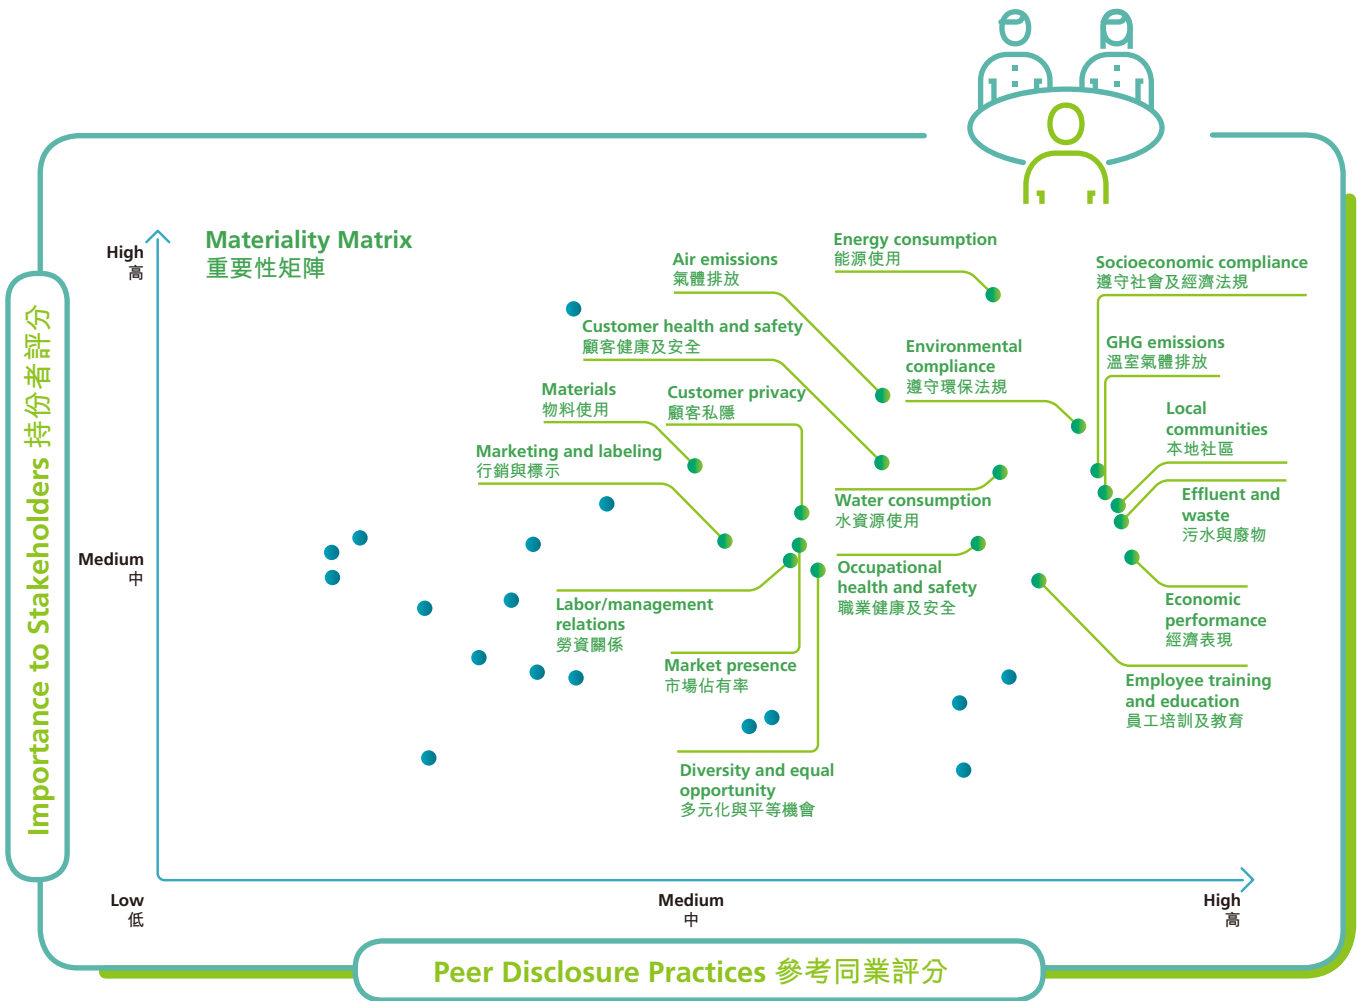 Materiality Matrix
重要性矩陣
High
高
Medium
中
Low
低
Importance to Stakeholders 持份者評分
Energy consumption
能源使用
Air emissions
氣體排放
Socioeconomic compliance
遵守社會及經濟法規
Customer health and safety
顧客健康及安全
Environmental
compliance
遵守環保法規
GHG emissions
溫室氣體排放
Materials
物料使用
Customer privacy
顧客私隱
Local
communities
本地社區
Marketing and labeling
行銷與標示
Water consumption
水資源使用
Effluent and
waste
污水與廢物
Occupational
health and safety
職業健康及安全
Labor/management
relations
勞資關係
Economic
performance
經濟表現
Market presence
市場佔有率
Employee training
and education
員工培訓及教育
Diversity and equal
opportunity
多元化與平等機會
Medium
中
High
高
Peer Disclosure Practices 參考同業評分